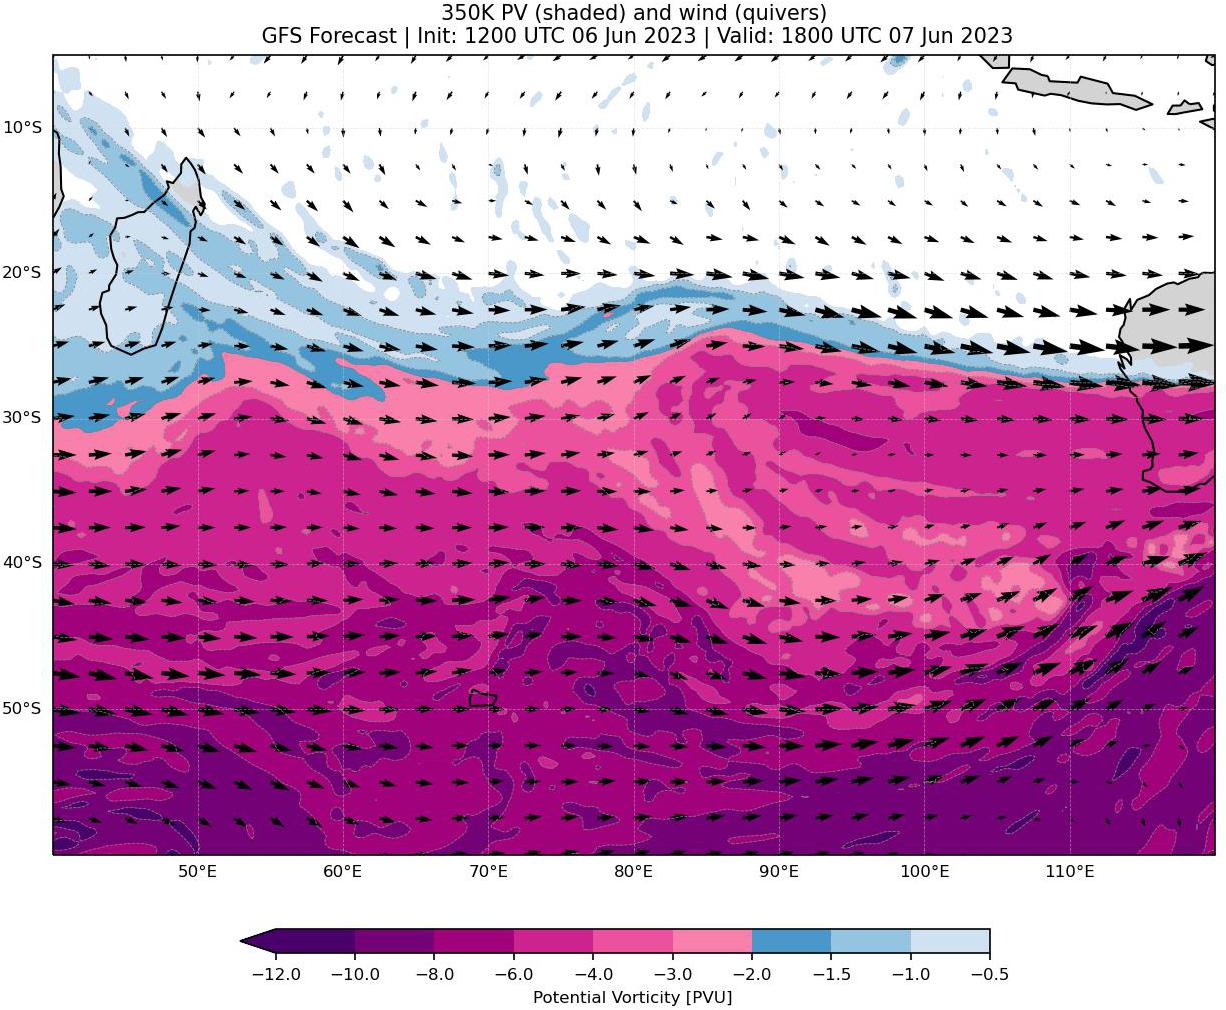 350K PV (shaded) and wind (quivers)
GFS Forecast | Init: 1200 UTC 06 Jun 2023 | Valid: 1800 UTC 07 Jun 2023
10°S
20°S
30°S
40°S
50°S
50°E 60°E 70°E 80°E 90°E 100°E 110°E
−12.0 −10.0 −8.0 −6.0 −4.0 −3.0 −2.0 −1.5 −1.0 −0.5
Potential Vorticity [PVU]